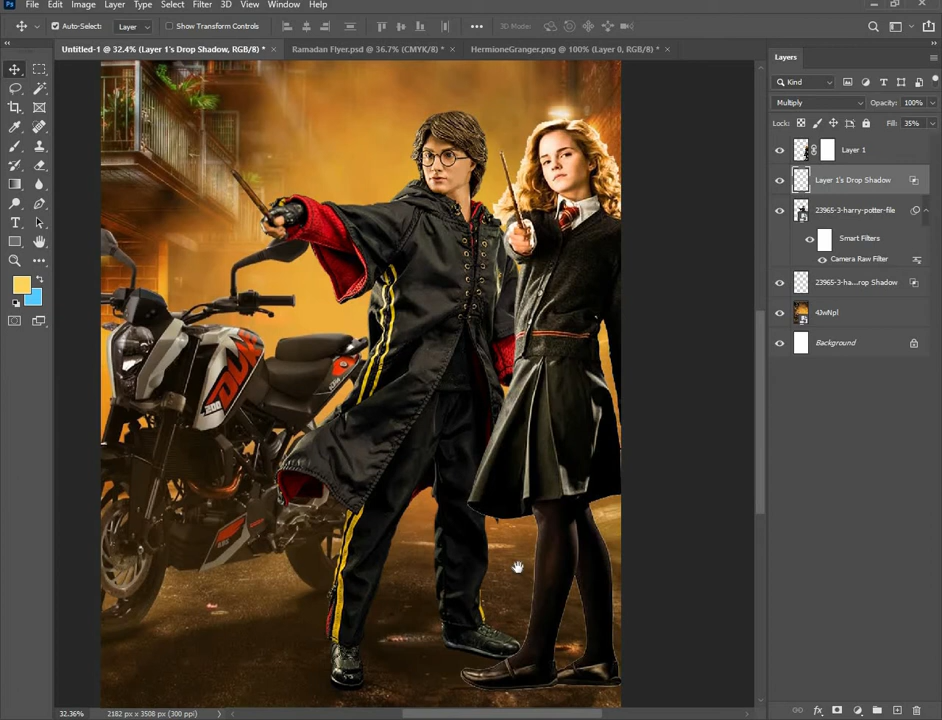 Ps File Edit Image Layer Type Select Filter 3D View Window Help
Auto-Select: Layer Show Transform Controls 3D Mode:
Untitled-1 @ 32.4% (Layer 1's Drop Shadow, RGB/8) * × Ramadan Flyer.psd @ 36.7% (CMYK/8) * × HermioneGranger.png @ 100% (Layer 0, RGB/8) * ×
Layers
Kind
Multiply Opacity: 100%
Lock: Fill: 35%
Layer 1
Layer 1's Drop Shadow
23965-3-harry-potter-file
Smart Filters
Camera Raw Filter
23965-3-ha...rop Shadow
4JwNpl
Background
DUKE
200
32.36% 2182 px x 3508 px (300 ppi)